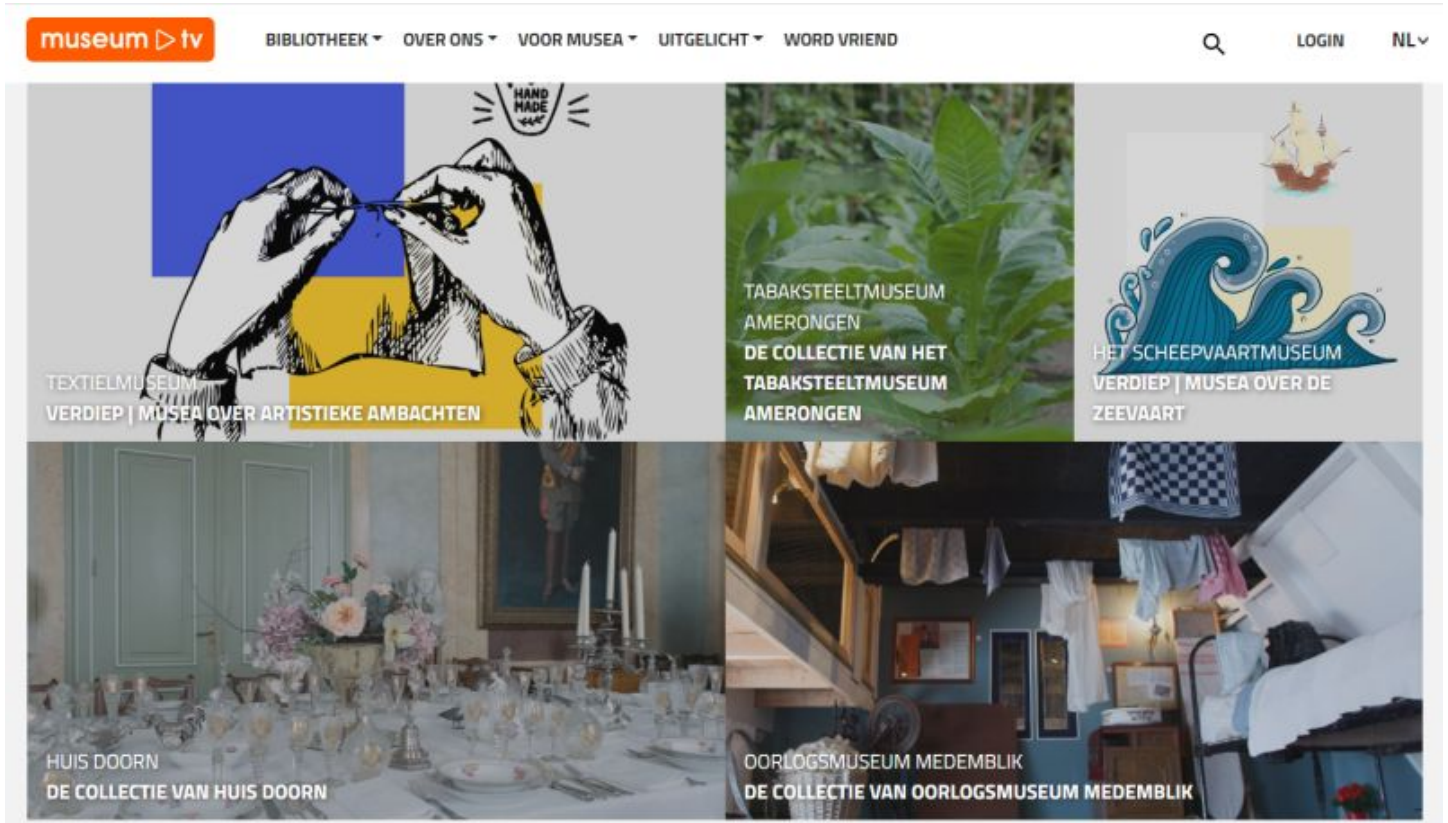 museum tv
BIBLIOTHEEK OVER ONS VOOR MUSEA UITGELICHT WORD VRIEND LOGIN NL
HAND
MADE
TEXTIELMUSEUM
VERDIEP | MUSEA OVER ARTISTIEKE AMBACHTEN
TABAKSTEELTMUSEUM
AMERONGEN
DE COLLECTIE VAN HET
TABAKSTEELTMUSEUM
AMERONGEN
HET SCHEEPVAARTMUSEUM
VERDIEP | MUSEA OVER DE
ZEEVAART
HUIS DOORN
DE COLLECTIE VAN HUIS DOORN
OORLOGSMUSEUM MEDEMBLIK
DE COLLECTIE VAN OORLOGSMUSEUM MEDEMBLIK